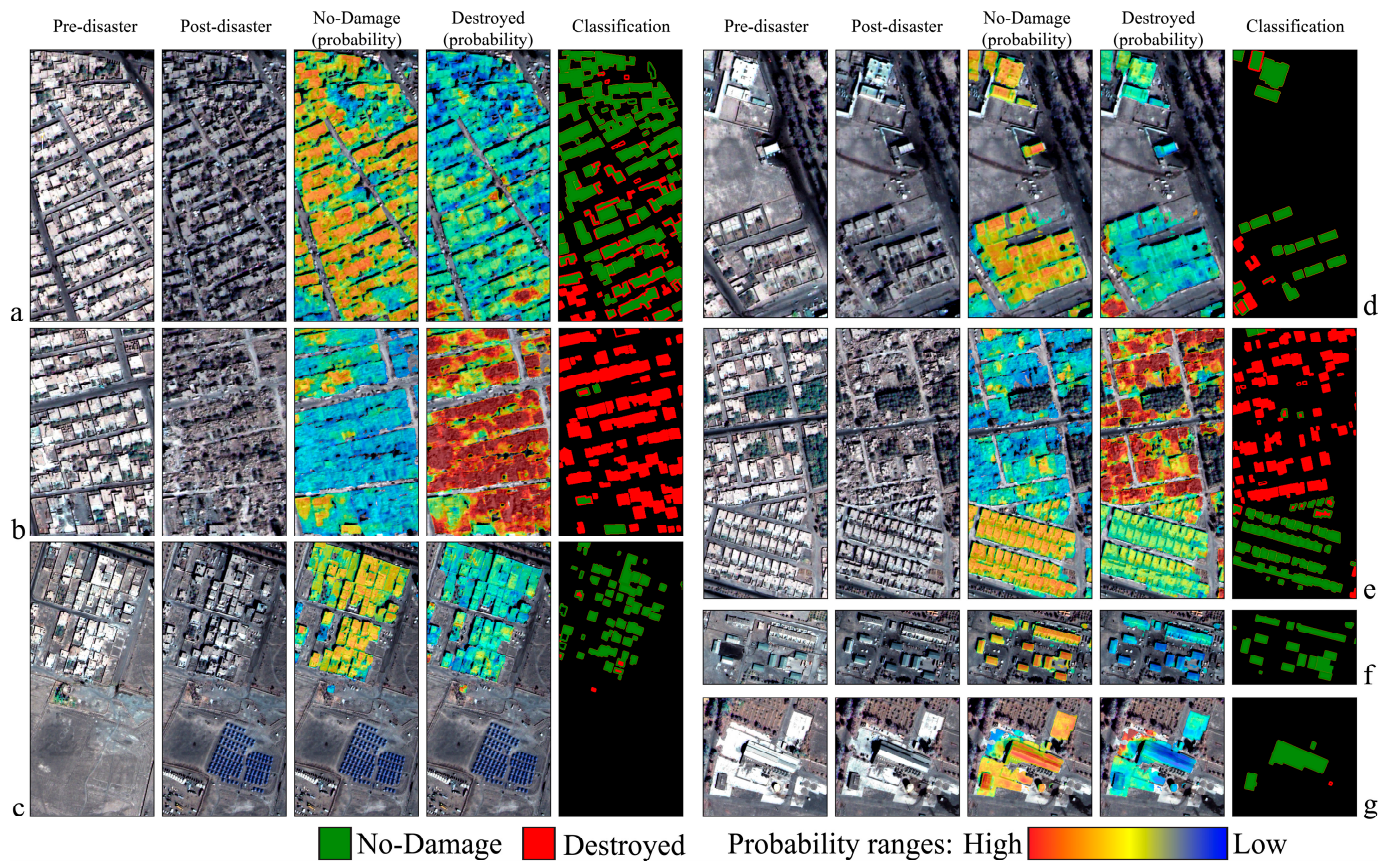 Pre-disaster Post-disaster No-Damage (probability) Destroyed (probability) Classification
Pre-disaster Post-disaster No-Damage (probability) Destroyed (probability) Classification
a
b
c
d
e
f
g
No-Damage Destroyed Probability ranges: High Low